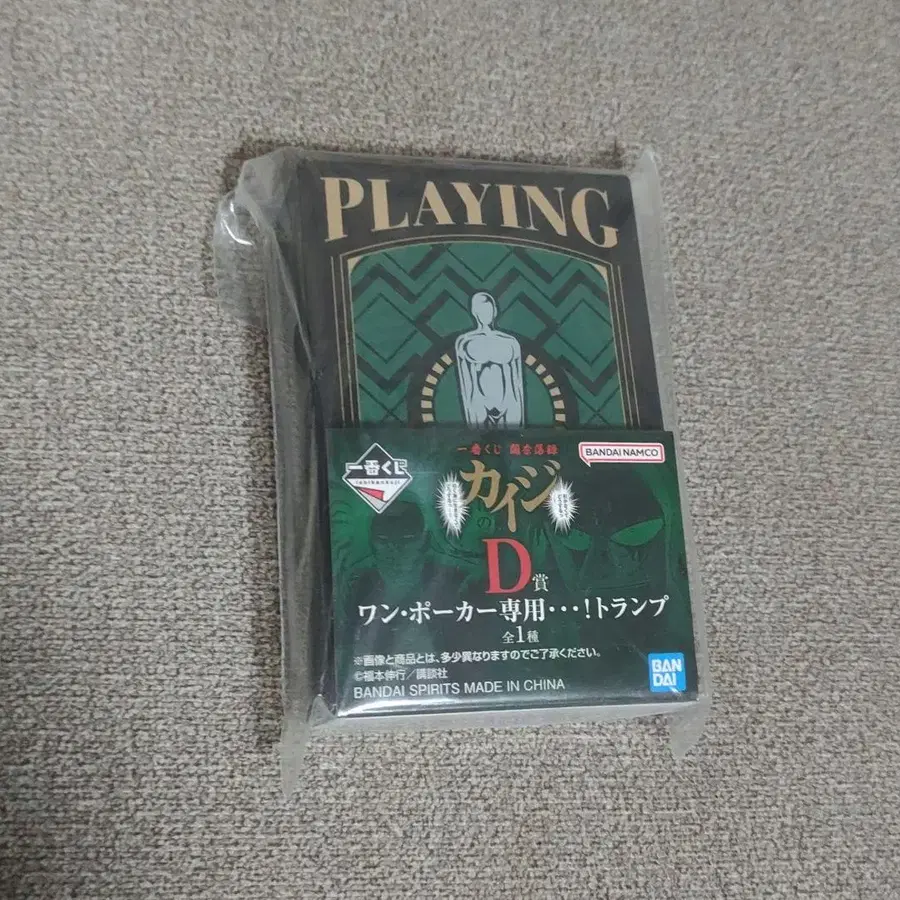 PLAYING
一番くじ
BANDAI NAMCO
一番くじ 賭奈落録
カイジ
の
D賞
ワン・ポーカー専用・・・!トランプ
全1種
※画像と商品とは、多少異なりますのでご了承ください。
©福本伸行/講談社
BANDAI SPIRITS MADE IN CHINA
BANDAI